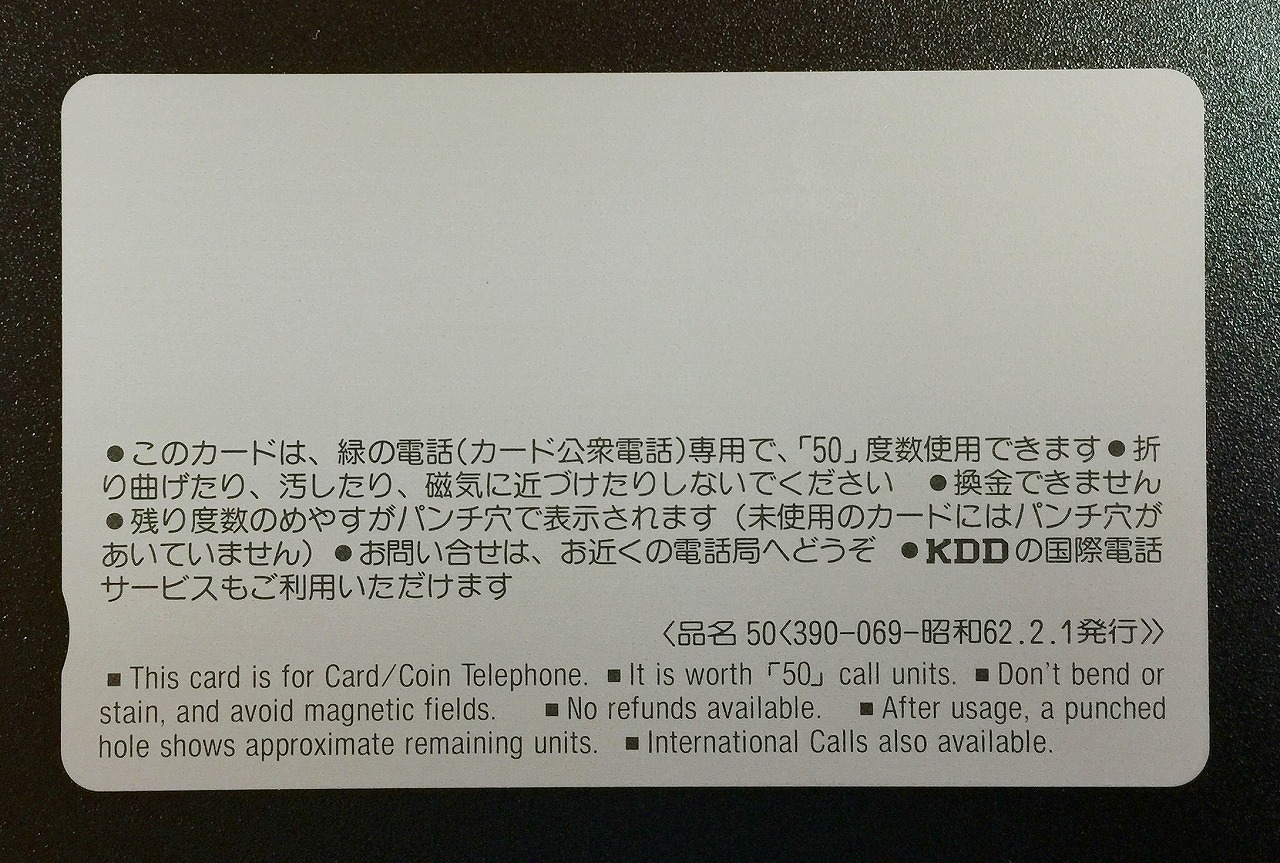 ●このカードは、緑の電話(カード公衆電話)専用で、「50」度数使用できます●折
り曲げたり、汚したり、磁気に近づけたりしないでください ●換金できません
●残り度数のめやすがパンチ穴で表示されます(未使用のカードにはパンチ穴が
あいていません)●お問い合せは、お近くの電話局へどうぞ ●KDDの国際電話
サービスもご利用いただけます
〈品名 50〈390-069-昭和62.2.1発行〉〉
■This card is for Card/Coin Telephone. ■It is worth「50」call units. ■Don't bend or
stain, and avoid magnetic fields. ■No refunds available. ■After usage, a punched
hole shows approximate remaining units. ■International Calls also available.